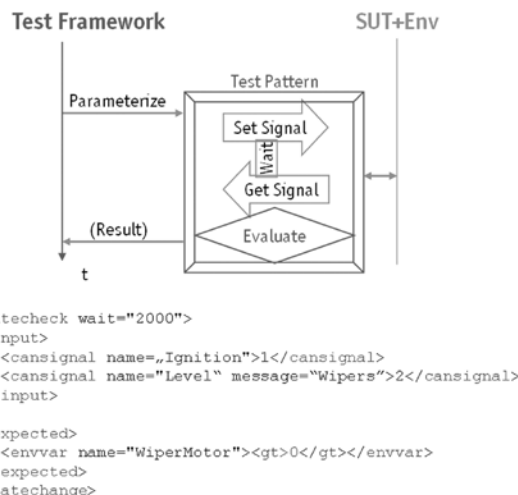 Test Framework
SUT+Env
Test Pattern
Parameterize
Set Signal
Wait
Get Signal
(Result)
Evaluate
t
techeck wait="2000">
nput>
<cansignal name=„Ignition">1</cansignal>
<cansignal name="Level“ message=“Wipers”>2</cansignal>
input>
xpected>
<envvar name="WiperMotor"><gt>0</gt></envvar>
expected>
atechange>